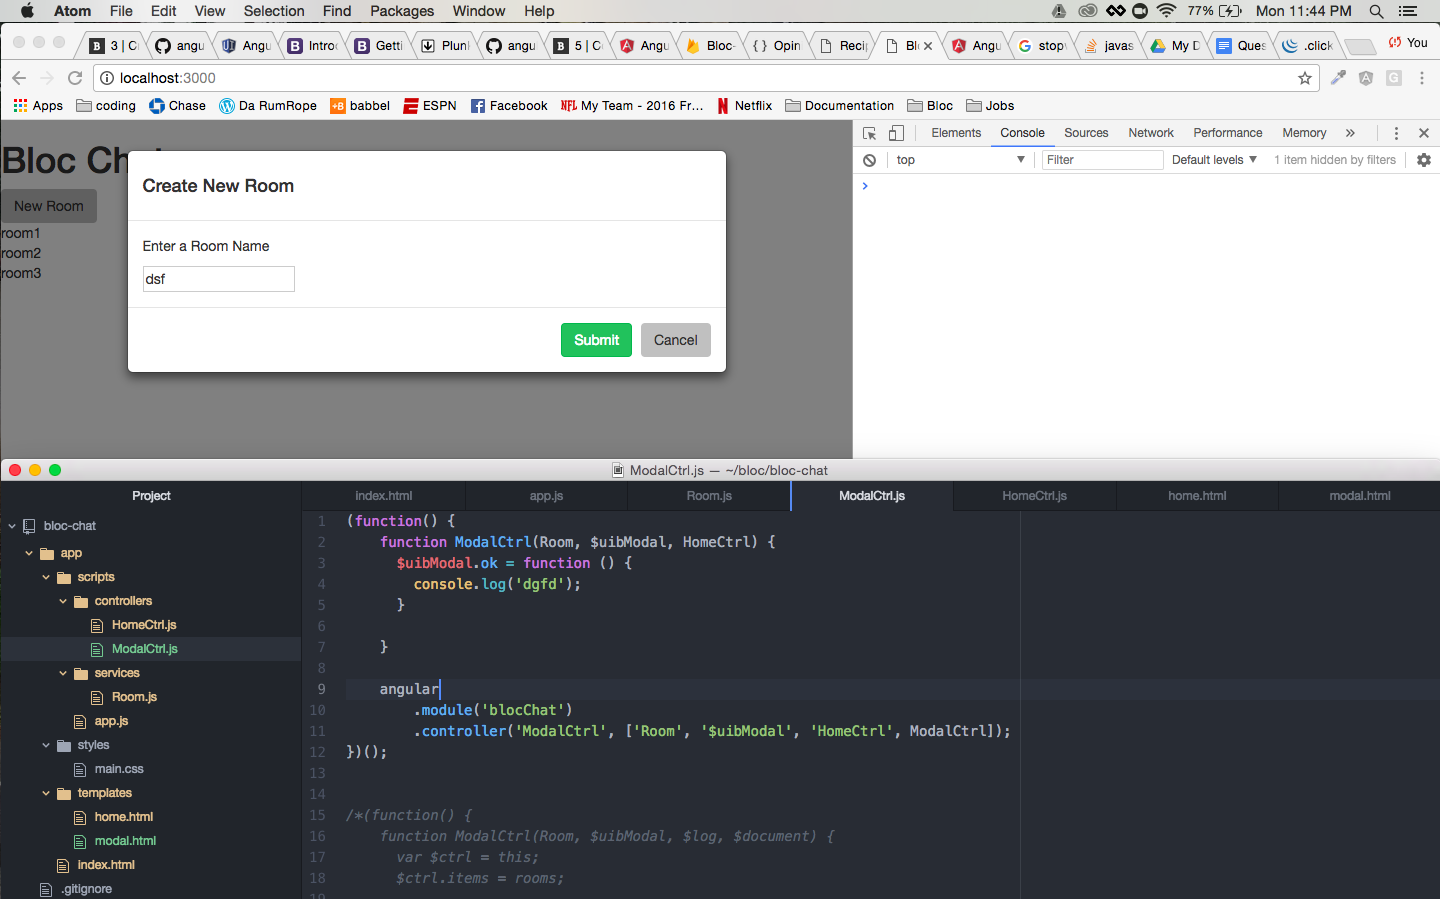 Atom File Edit View Selection Find Packages Window Help 77% Mon 11:44 PM
3 | C angu Angu Intro Getti Plunk angu 5 | C Angu Bloc- { } Opin Recip Blo Angu stopw javas My D Ques .click You
localhost:3000
Apps coding Chase Da RumRope +B babbel ESPN Facebook NFL My Team - 2016 Fr... Netflix Documentation Bloc Jobs
Elements Console Sources Network Performance Memory »
top Filter Default levels 1 item hidden by filters
Bloc Ch
New Room
room1
room2
room3
Create New Room
Enter a Room Name
dsf
Submit Cancel
ModalCtrl.js — ~/bloc/bloc-chat
Project
index.html app.js Room.js ModalCtrl.js HomeCtrl.js home.html modal.html
bloc-chat
app
scripts
controllers
HomeCtrl.js
ModalCtrl.js
services
Room.js
app.js
styles
main.css
templates
home.html
modal.html
index.html
.gitignore
1 (function() {
2 function ModalCtrl(Room, $uibModal, HomeCtrl) {
3 $uibModal.ok = function () {
4 console.log('dgfd');
5 }
6
7 }
8
9 angular
10 .module('blocChat')
11 .controller('ModalCtrl', ['Room', '$uibModal', 'HomeCtrl', ModalCtrl]);
12 })();
13
14
15 /*(function() {
16 function ModalCtrl(Room, $uibModal, $log, $document) {
17 var $ctrl = this;
18 $ctrl.items = rooms;
19